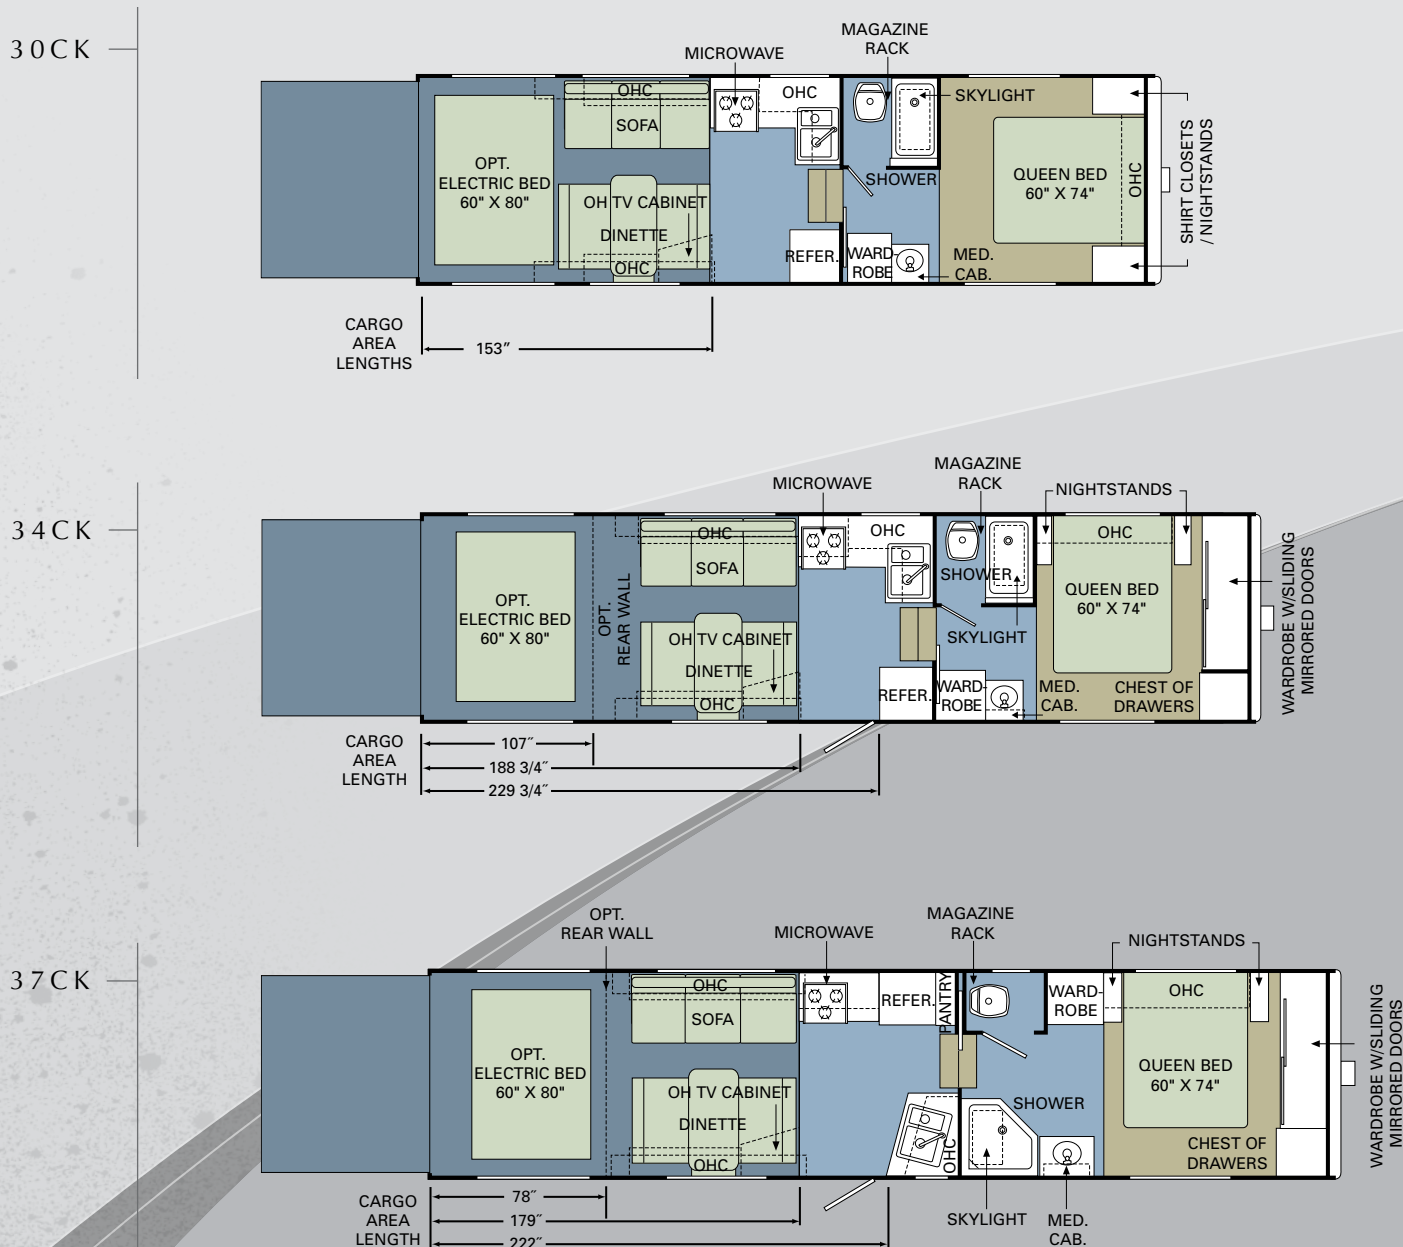 30CK
MAGAZINE
RACK
MICROWAVE
OHC
OHC
SKYLIGHT
SOFA
OPT.
ELECTRIC BED
60" X 80"
SHOWER
QUEEN BED
60" X 74"
OHC
SHIRT CLOSETS
/ NIGHTSTANDS
OH TV CABINET
DINETTE
OHC
REFER.
WARD-
ROBE
MED.
CAB.
CARGO
AREA
LENGTHS
153"
34CK
MAGAZINE
RACK
MICROWAVE
NIGHTSTANDS
OHC
OHC
OHC
SOFA
SHOWER
OPT.
ELECTRIC BED
60" X 80"
OPT.
REAR WALL
QUEEN BED
60" X 74"
WARDROBE W/SLIDING
MIRRORED DOORS
OH TV CABINET
SKYLIGHT
DINETTE
OHC
REFER.
WARD-
ROBE
MED.
CAB.
CHEST OF
DRAWERS
CARGO
AREA
LENGTH
107"
188 3/4"
229 3/4"
37CK
OPT.
REAR WALL
MICROWAVE
MAGAZINE
RACK
NIGHTSTANDS
OHC
REFER.
PANTRY
WARD-
ROBE
OHC
SOFA
OPT.
ELECTRIC BED
60" X 80"
QUEEN BED
60" X 74"
WARDROBE W/SLIDING
MIRRORED DOORS
OH TV CABINET
SHOWER
DINETTE
OHC
OHC
CHEST OF
DRAWERS
CARGO
AREA
LENGTH
78"
179"
222"
SKYLIGHT
MED.
CAB.